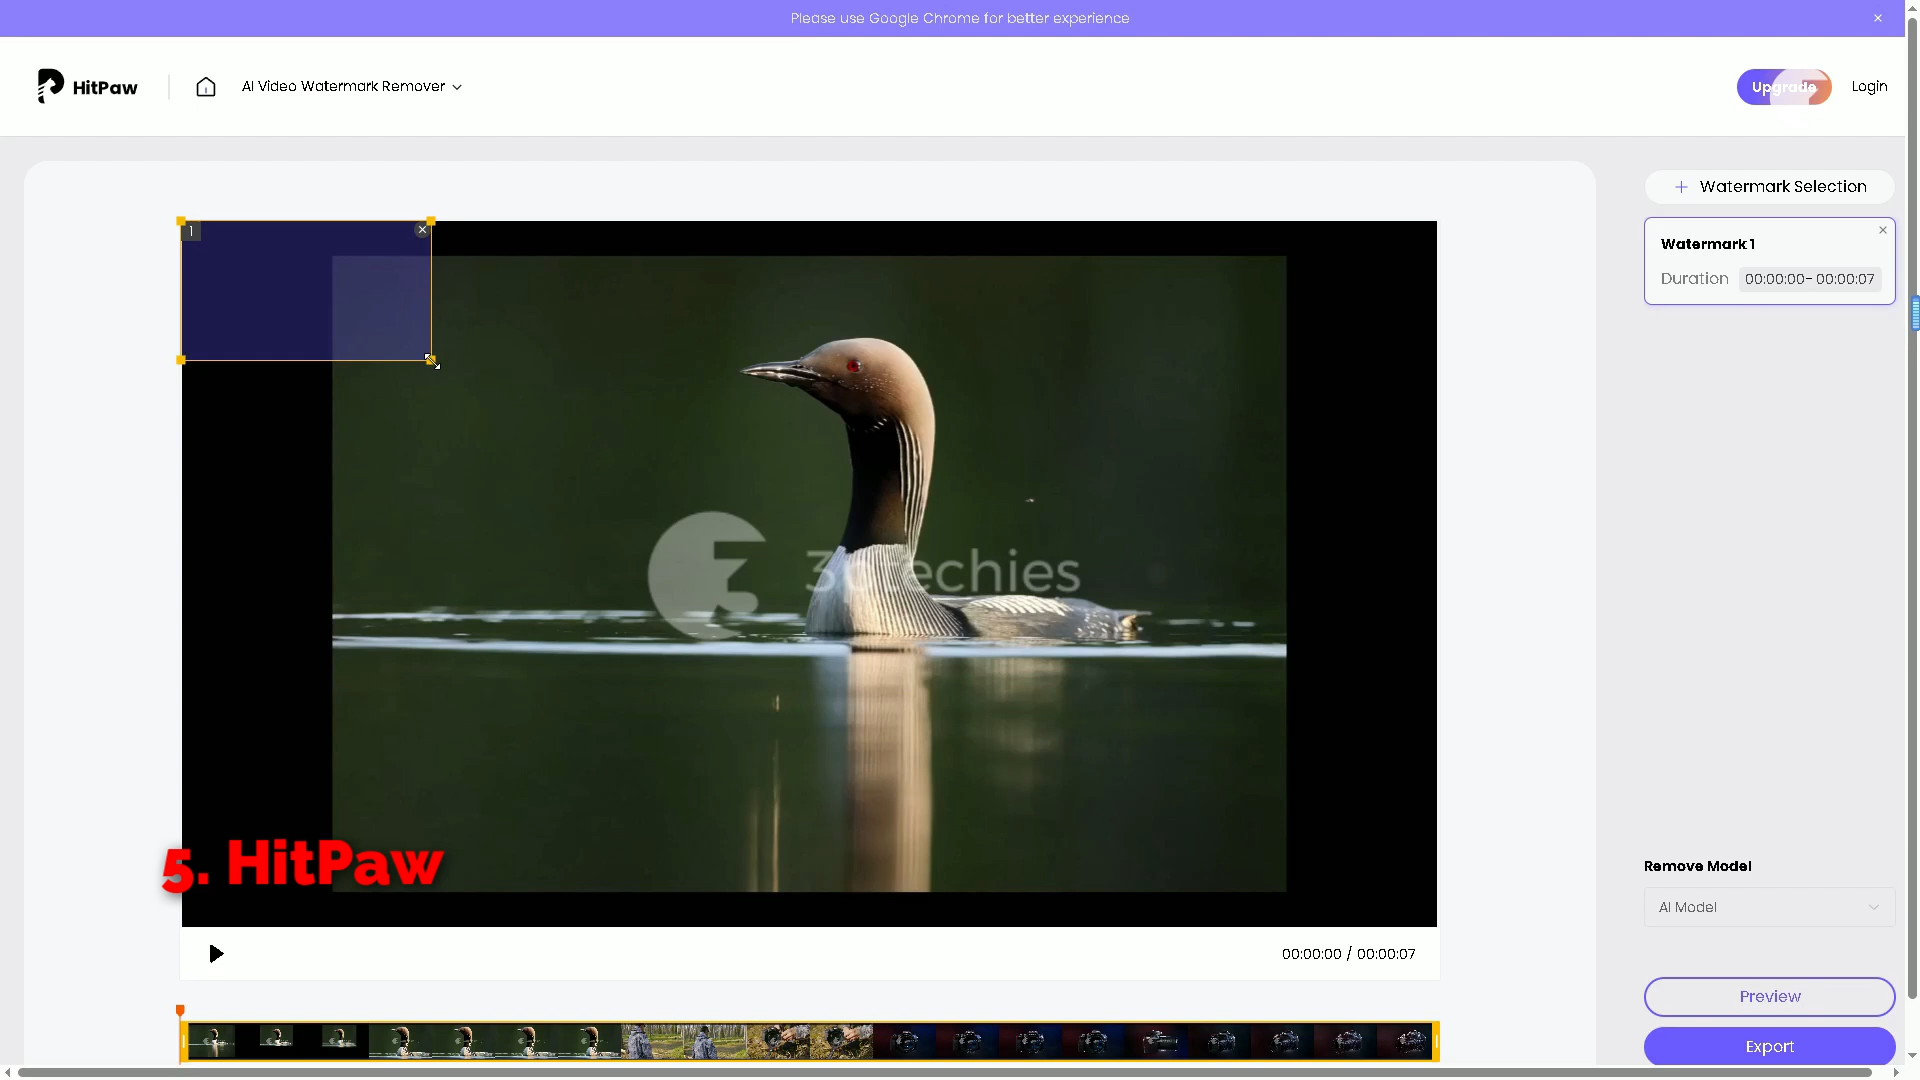 Please use Google Chrome for better experience
HitPaw
AI Video Watermark Remover
Upgrade
Login
Watermark Selection
1
Watermark 1
Duration 00:00:00- 00:00:07
3d echies
5. HitPaw
Remove Model
AI Model
00:00:00 / 00:00:07
Preview
Export